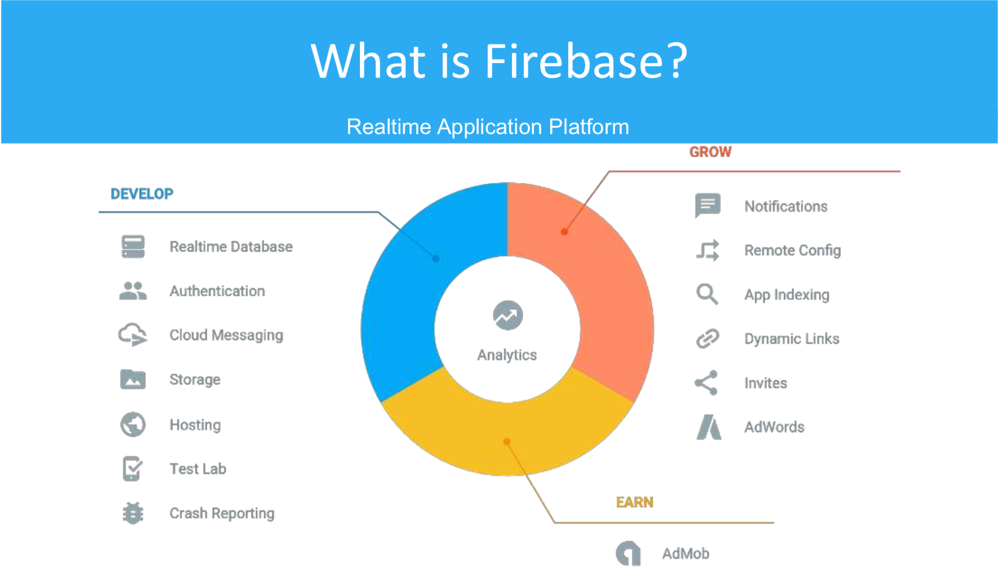 What is Firebase?
Realtime Application Platform
DEVELOP
Realtime Database
Authentication
Cloud Messaging
Storage
Hosting
Test Lab
Crash Reporting
Analytics
GROW
Notifications
Remote Config
App Indexing
Dynamic Links
Invites
AdWords
EARN
AdMob